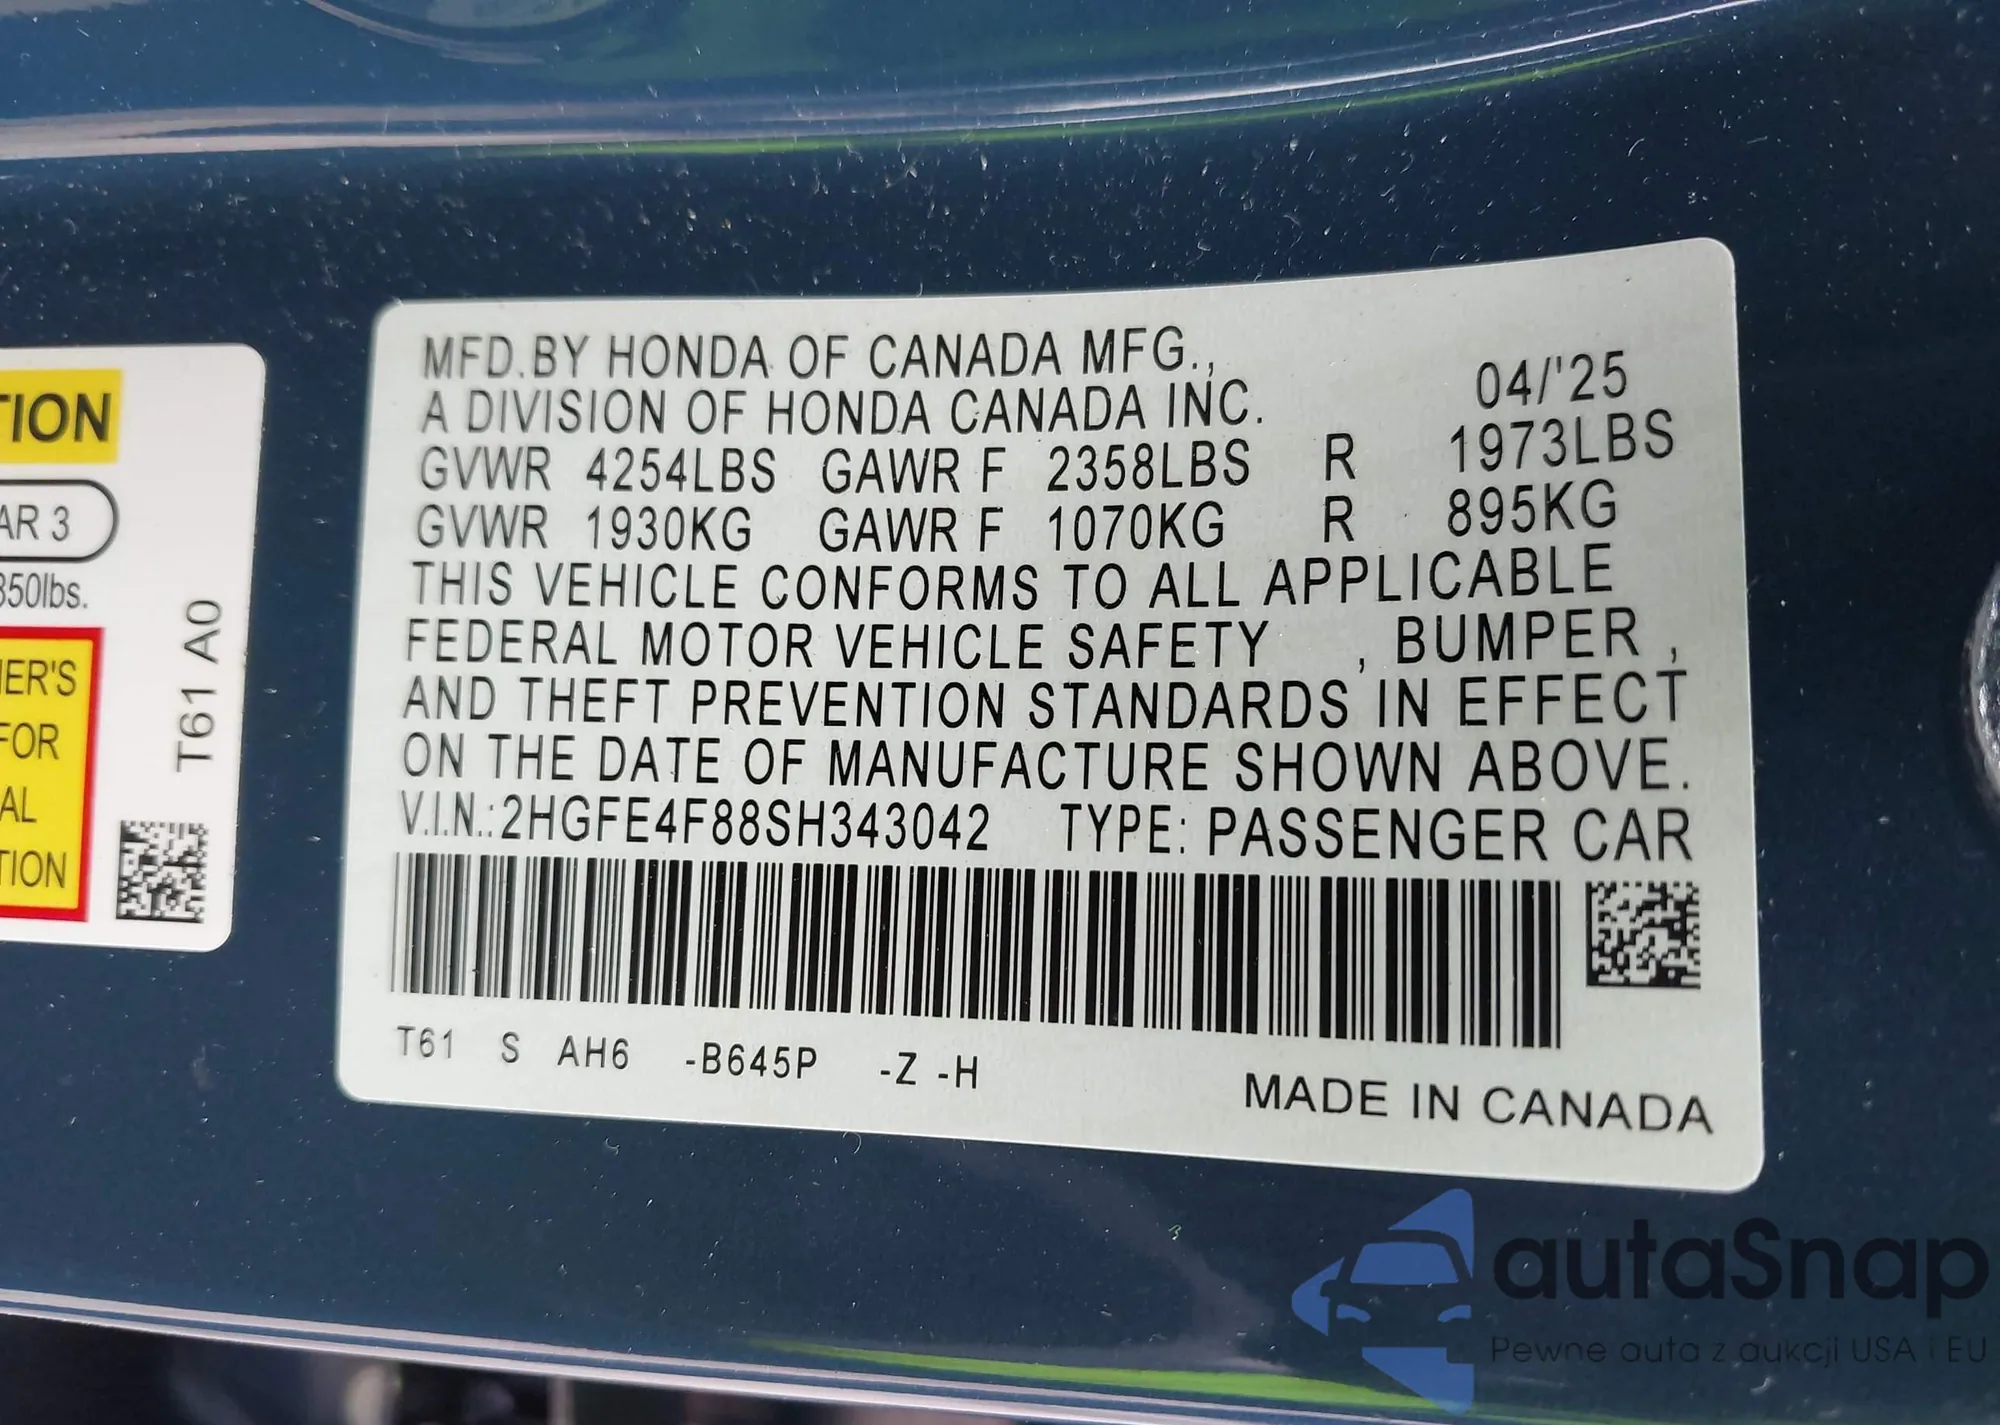 TION
AR 3
350lbs.
IER'S
FOR
AL
TION
T61 A0
MFD.BY HONDA OF CANADA MFG.,
A DIVISION OF HONDA CANADA INC. 04/'25
GVWR 4254LBS GAWR F 2358LBS R 1973LBS
GVWR 1930KG GAWR F 1070KG R 895KG
THIS VEHICLE CONFORMS TO ALL APPLICABLE
FEDERAL MOTOR VEHICLE SAFETY , BUMPER ,
AND THEFT PREVENTION STANDARDS IN EFFECT
ON THE DATE OF MANUFACTURE SHOWN ABOVE.
V.I.N.:2HGFE4F88SH343042 TYPE: PASSENGER CAR
T61 S AH6 -B645P -Z -H
MADE IN CANADA
autaSnap
Pewne auta z aukcji USA i EU